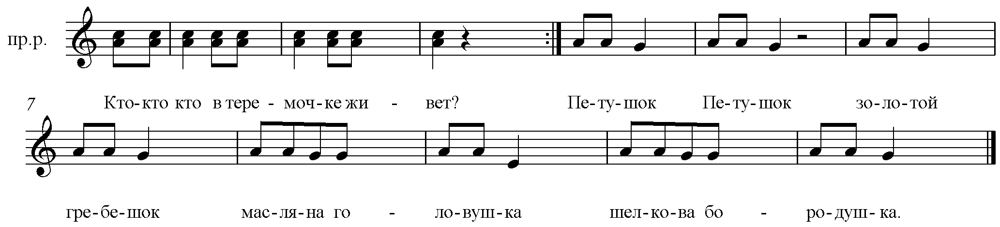 пр.р.
Кто-кто кто в тере - моч-ке жи - вет? Пе-ту-шок Пе-ту-шок зо-ло-той
7
гре-бе-шок мас-ля-на го - ло-вуш-ка шел-ко-ва бо - ро-душ-ка.